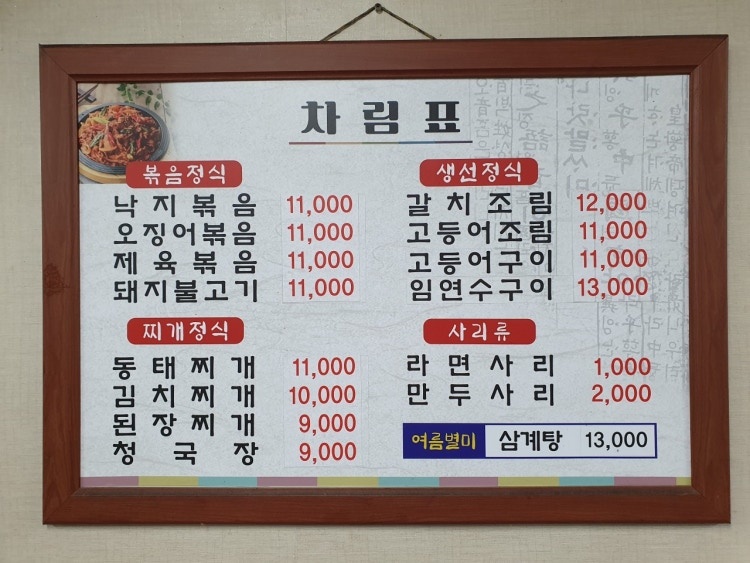 차림표
볶음정식
낙지볶음 11,000
오징어볶음 11,000
제육볶음 11,000
돼지불고기 11,000
찌개정식
동태찌개 11,000
김치찌개 10,000
된장찌개 9,000
청국장 9,000
생선정식
갈치조림 12,000
고등어조림 11,000
고등어구이 11,000
임연수구이 13,000
사리류
라면사리 1,000
만두사리 2,000
여름별미 삼계탕 13,000